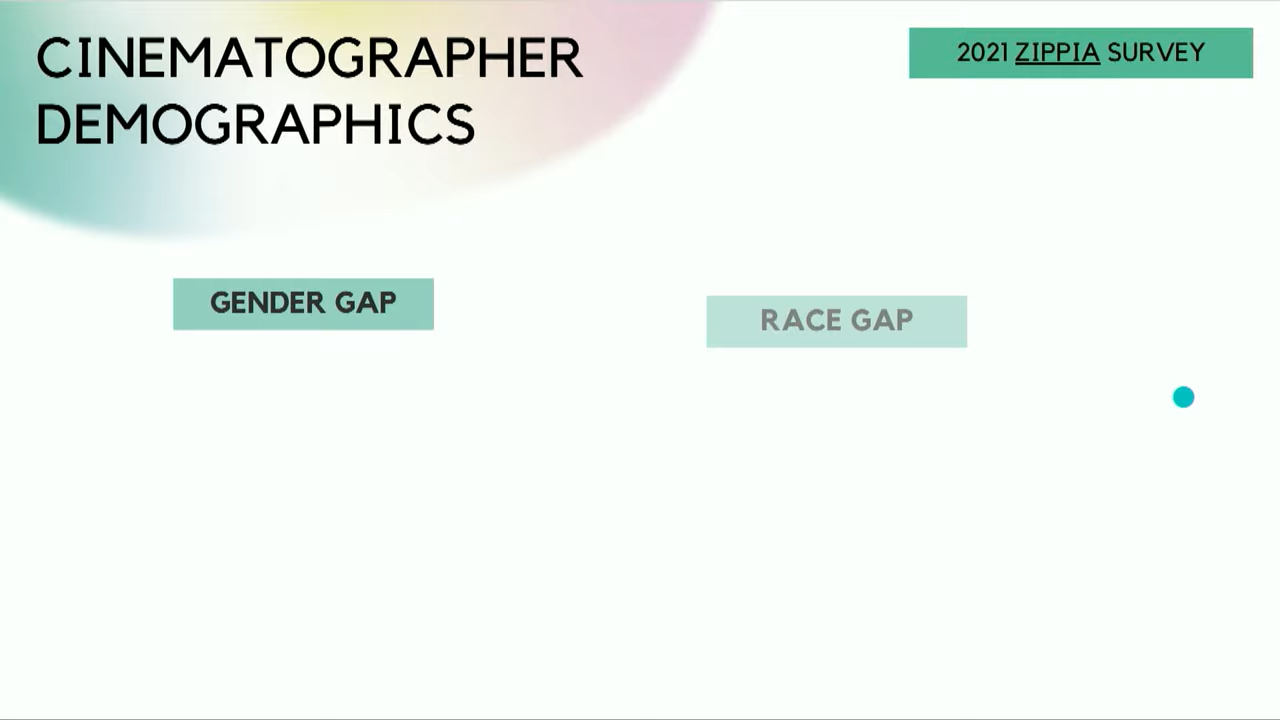 CINEMATOGRAPHER
DEMOGRAPHICS
2021 ZIPPIA SURVEY
GENDER GAP
RACE GAP